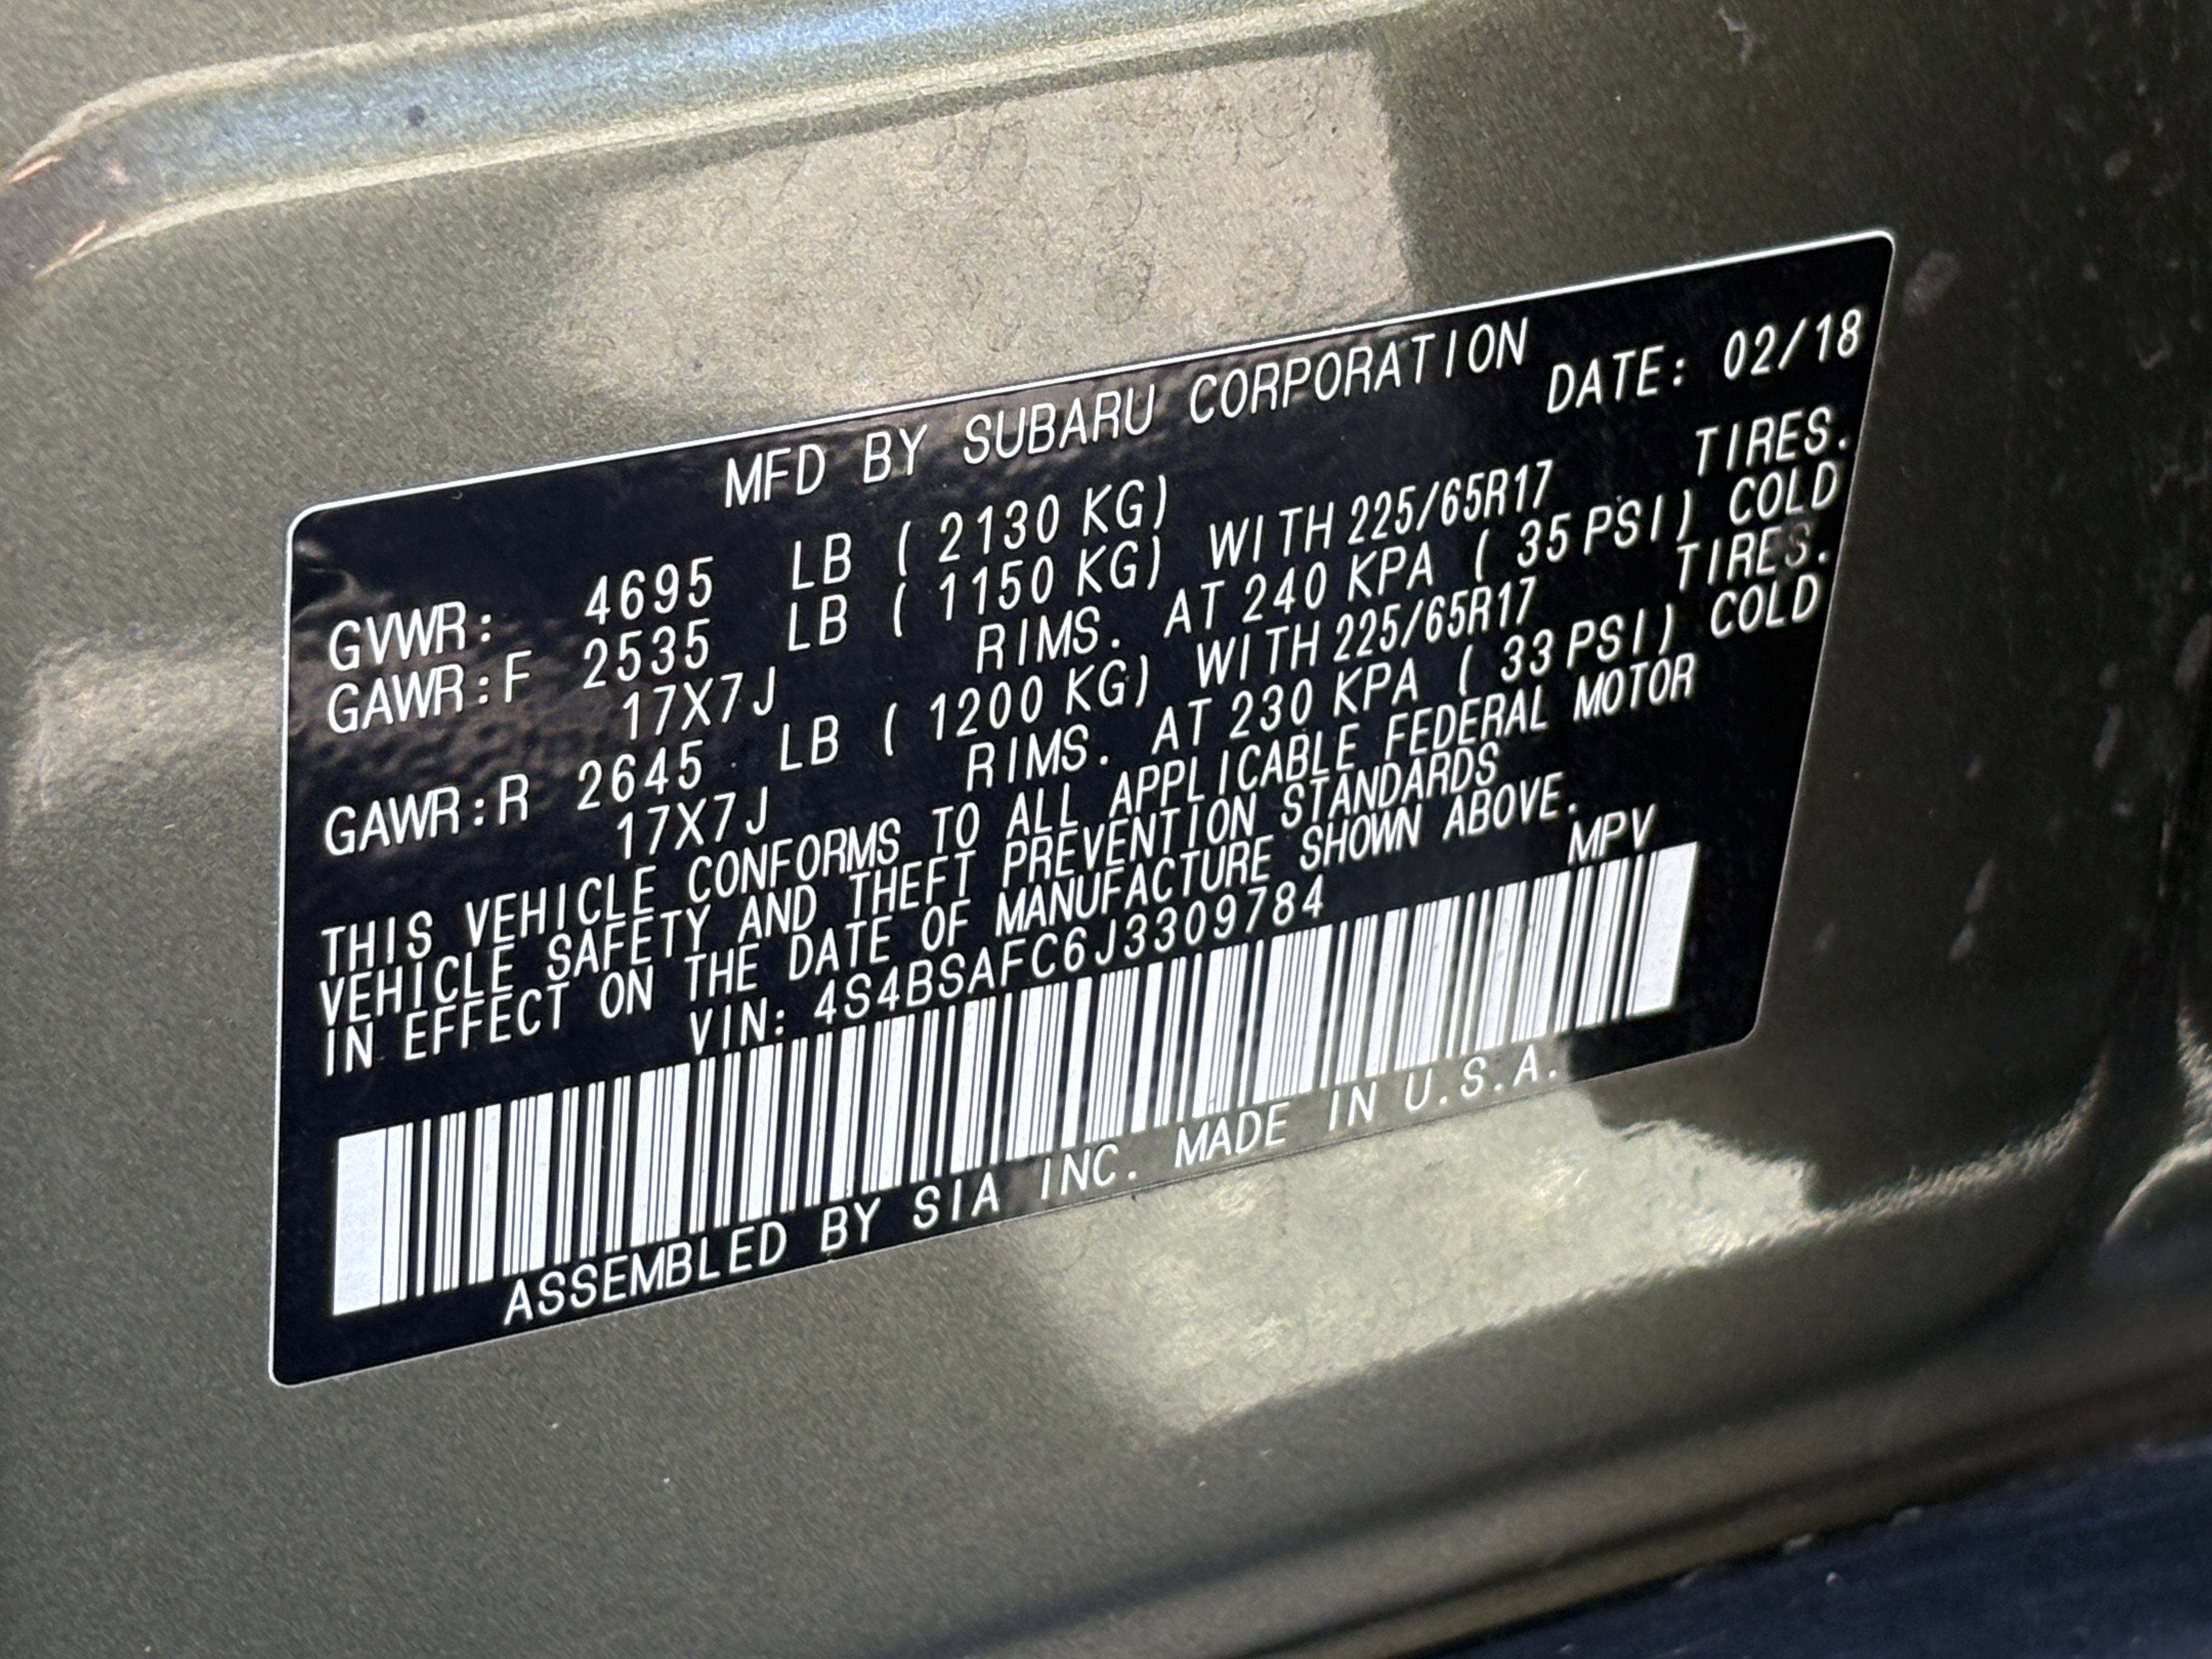 MFD BY SUBARU CORPORATION
DATE: 02/18
GVWR: 4695 LB ( 2130 KG)
GAWR:F 2535 LB ( 1150 KG) WITH 225/65R17 TIRES.
17X7J RIMS. AT 240 KPA ( 35 PSI) COLD
GAWR:R 2645 LB ( 1200 KG) WITH 225/65R17 TIRES.
17X7J RIMS. AT 230 KPA ( 33 PSI) COLD
THIS VEHICLE CONFORMS TO ALL APPLICABLE FEDERAL MOTOR
VEHICLE SAFETY AND THEFT PREVENTION STANDARDS
IN EFFECT ON THE DATE OF MANUFACTURE SHOWN ABOVE.
VIN: 4S4BSAFC6J3309784 MPV
ASSEMBLED BY SIA INC. MADE IN U.S.A.